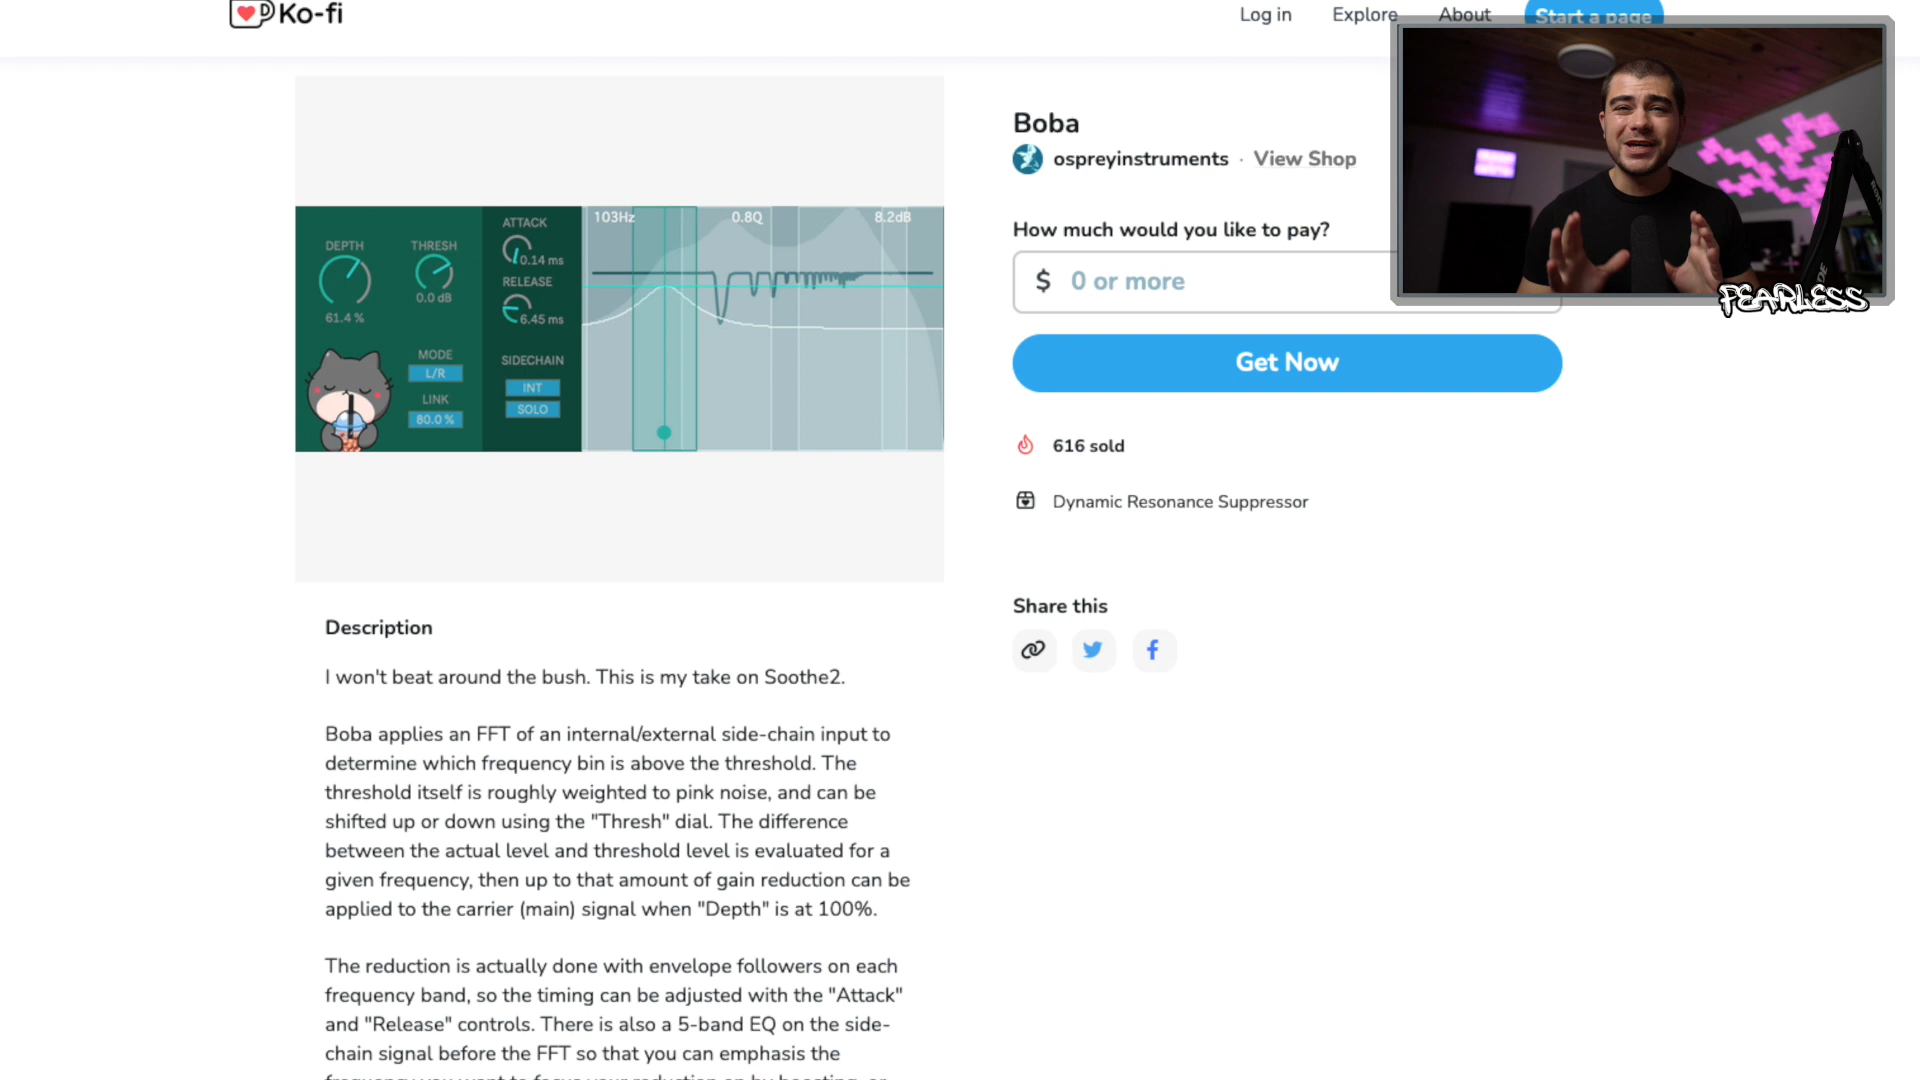 Ko-fi
Log in
Explore
About
Start a page
FEARLESS
Boba
ospreyinstruments · View Shop
How much would you like to pay?
$ 0 or more
Get Now
616 sold
Dynamic Resonance Suppressor
Share this
DEPTH
61.4 %
THRESH
0.0 dB
ATTACK
0.14 ms
RELEASE
6.45 ms
MODE
L/R
LINK
80.0 %
SIDECHAIN
INT
SOLO
103Hz
0.8Q
8.2dB
Description
I won't beat around the bush. This is my take on Soothe2.
Boba applies an FFT of an internal/external side-chain input to
determine which frequency bin is above the threshold. The
threshold itself is roughly weighted to pink noise, and can be
shifted up or down using the "Thresh" dial. The difference
between the actual level and threshold level is evaluated for a
given frequency, then up to that amount of gain reduction can be
applied to the carrier (main) signal when "Depth" is at 100%.
The reduction is actually done with envelope followers on each
frequency band, so the timing can be adjusted with the "Attack"
and "Release" controls. There is also a 5-band EQ on the side-
chain signal before the FFT so that you can emphasis the